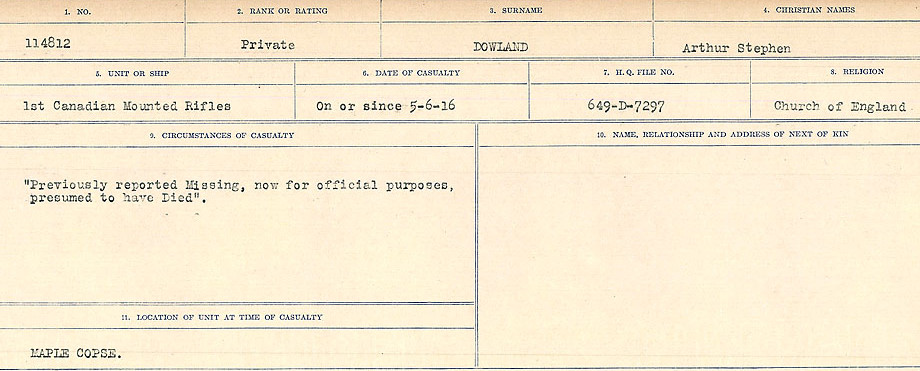 1. NO. 2. RANK OR RATING 3. SURNAME 4. CHRISTIAN NAMES
114812 Private DOWLAND Arthur Stephen
5. UNIT OR SHIP 6. DATE OF CASUALTY 7. H. Q. FILE NO. 8. RELIGION
1st Canadian Mounted Rifles On or since 5-6-16 649-D-7297 Church of England
9. CIRCUMSTANCES OF CASUALTY 10. NAME, RELATIONSHIP AND ADDRESS OF NEXT OF KIN
"Previously reported Missing, now for official purposes,
presumed to have Died".
11. LOCATION OF UNIT AT TIME OF CASUALTY
MAPLE COPSE.